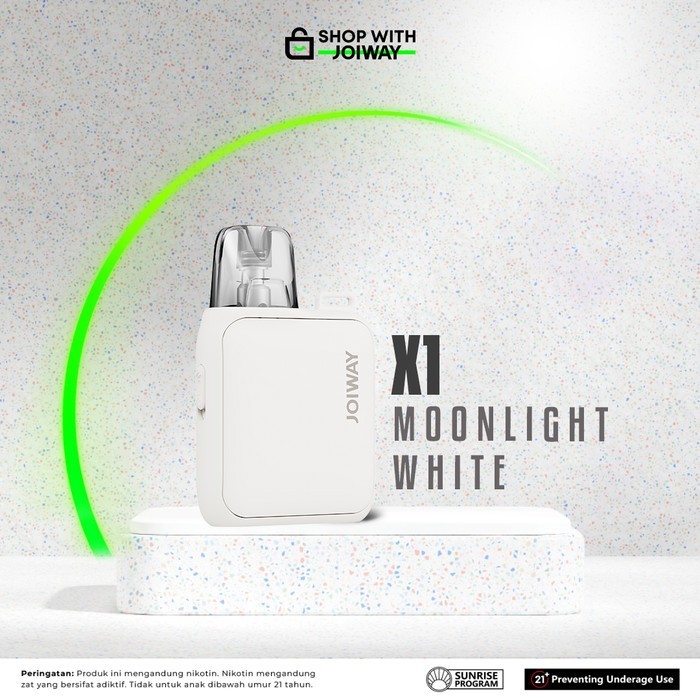 SHOP WITH
JOIWAY
JOIWAY
X1
MOONLIGHT
WHITE
Peringatan: Produk ini mengandung nikotin. Nikotin mengandung
zat yang bersifat adiktif. Tidak untuk anak dibawah umur 21 tahun.
SUNRISE
PROGRAM
21+ Preventing Underage Use